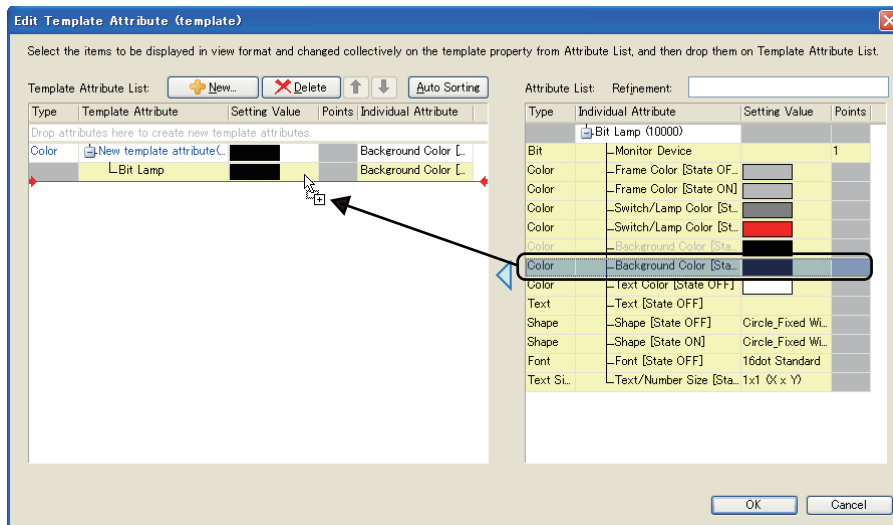 Edit Template Attribute (template)
Select the items to be displayed in view format and changed collectively on the template property from Attribute List, and then drop them on Template Attribute List.
Template Attribute List: New... Delete Auto Sorting
Type Template Attribute Setting Value Points Individual Attribute
Drop attributes here to create new template attributes.
Color New template attribute(... Background Color [...
Bit Lamp Background Color [...
Attribute List: Refinement:
Type Individual Attribute Setting Value Points
Bit Lamp (10000)
Bit Monitor Device 1
Color Frame Color [State OF...
Color Frame Color [State ON]
Color Switch/Lamp Color [St...
Color Switch/Lamp Color [St...
Color Background Color [Sta...
Color Background Color [Sta...
Color Text Color [State OFF]
Text Text [State OFF]
Shape Shape [State OFF] Circle_Fixed Wi...
Shape Shape [State ON] Circle_Fixed Wi...
Font Font [State OFF] 16dot Standard
Text Si... Text/Number Size [Sta... 1x1 (X x Y)
OK Cancel